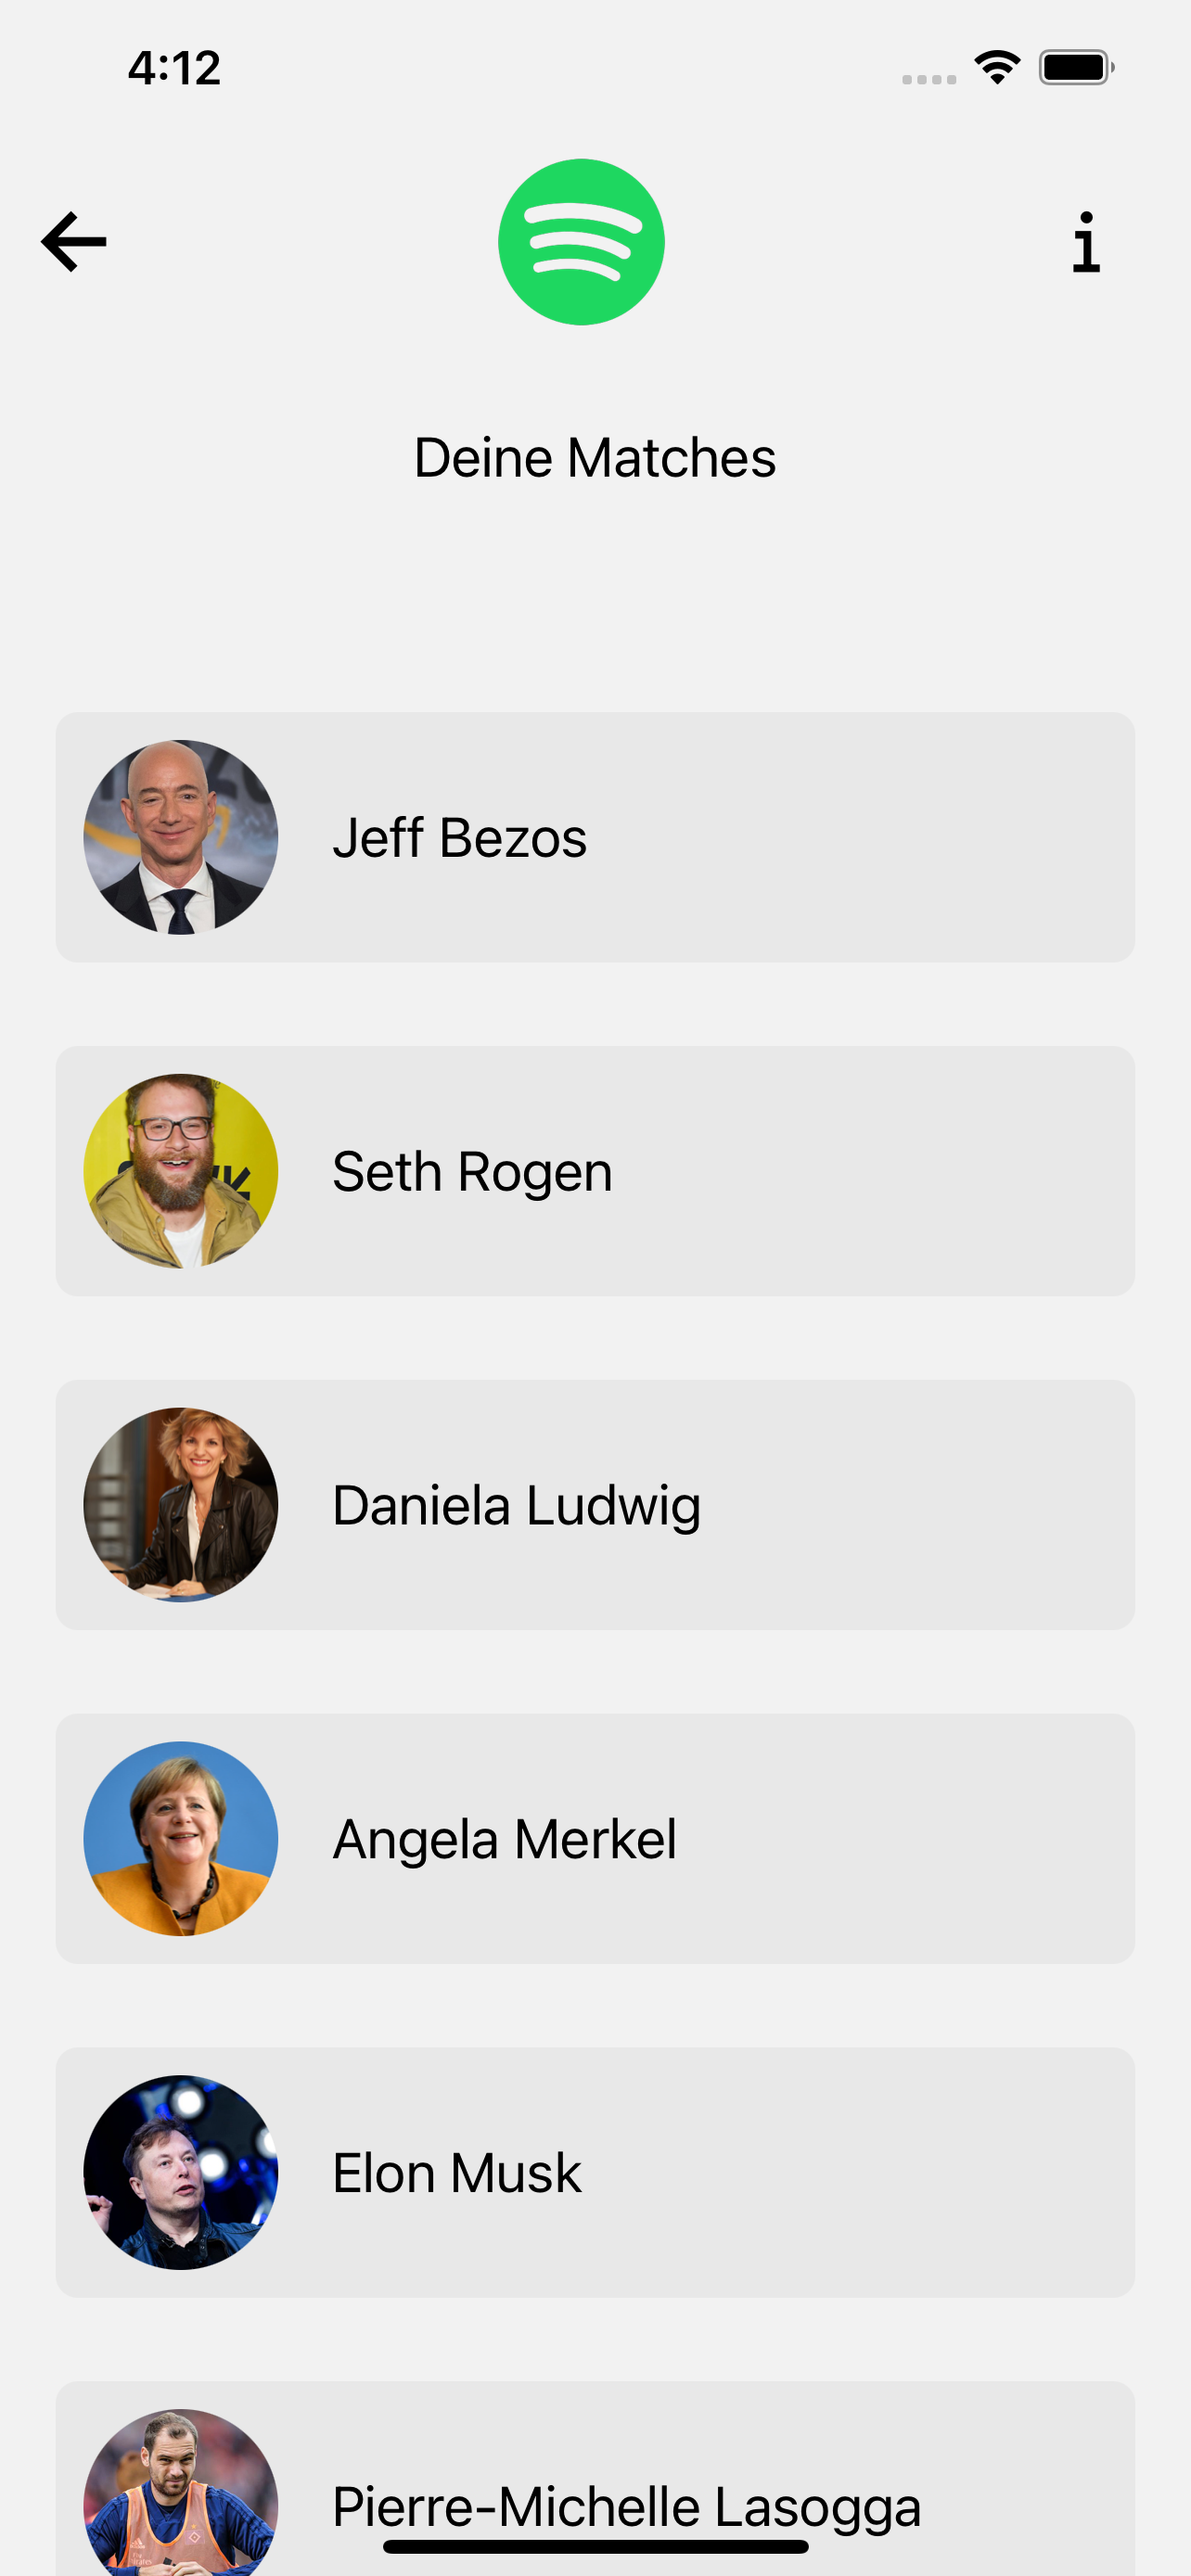 4:12
Deine Matches
Jeff Bezos
Seth Rogen
Daniela Ludwig
Angela Merkel
Elon Musk
Pierre-Michelle Lasogga